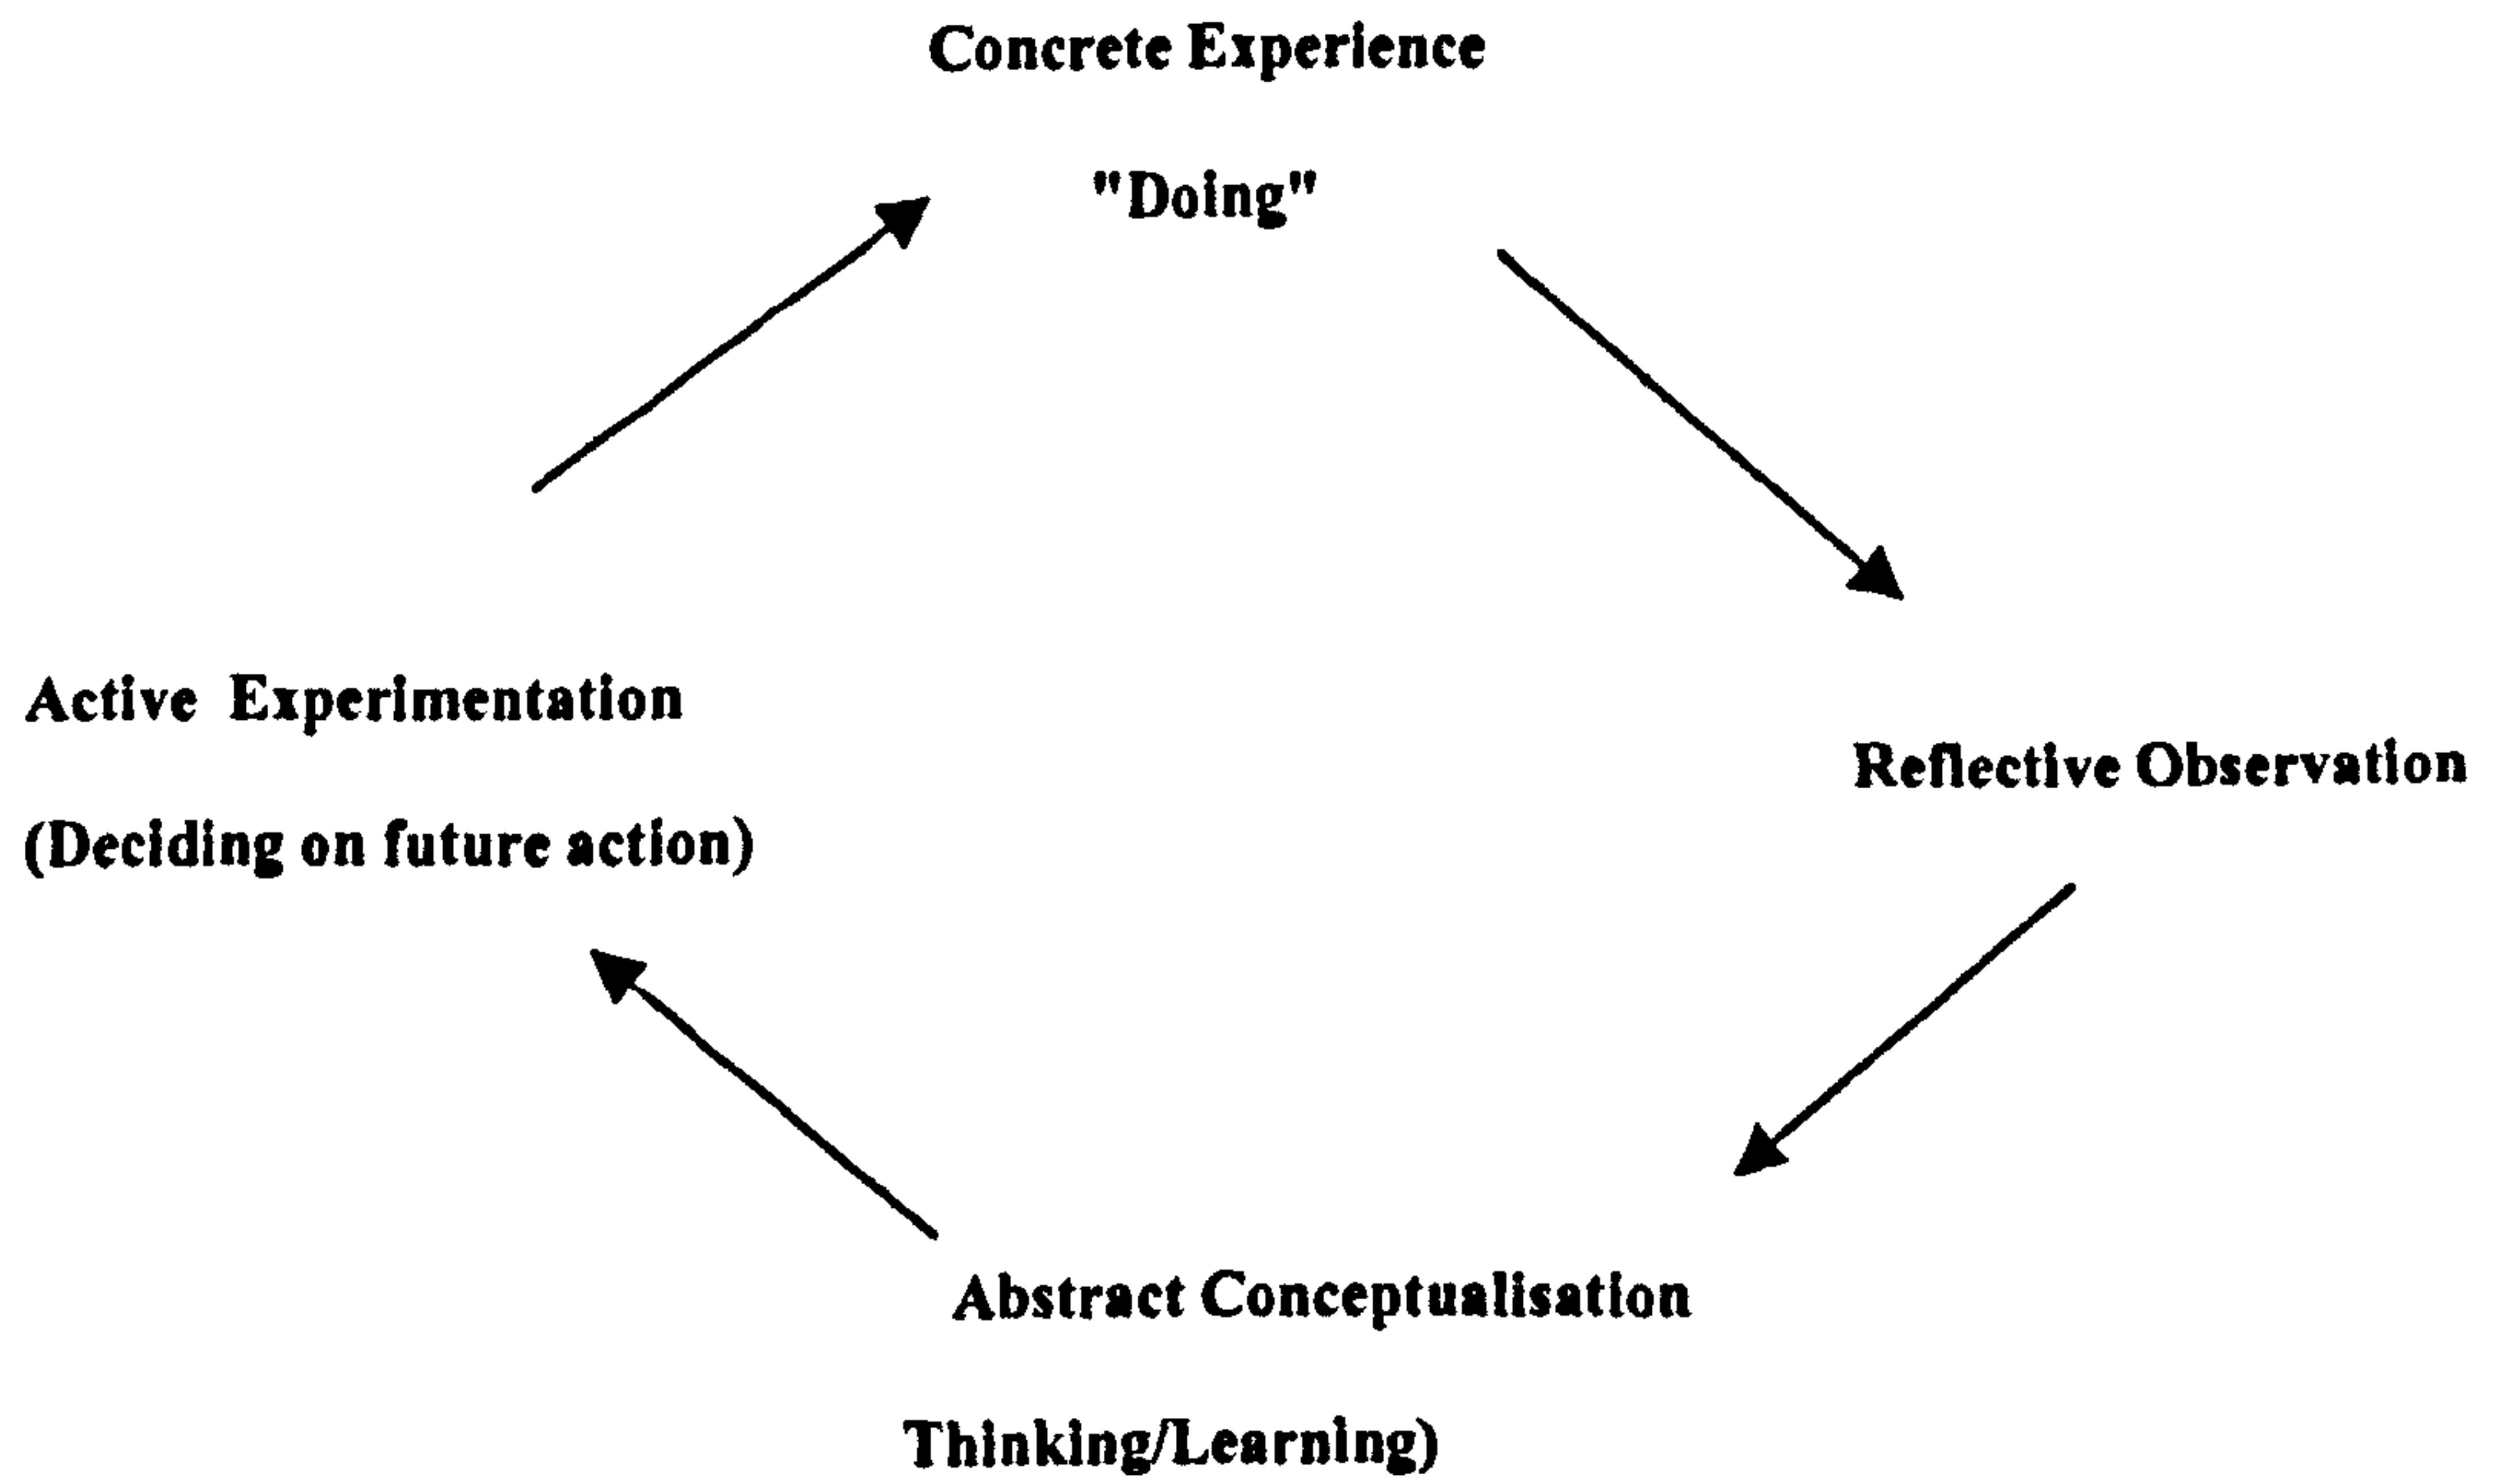 Concrete Experience
"Doing"
Active Experimentation
(Deciding on future action)
Reflective Observation
Abstract Conceptualisation
Thinking/Learning)